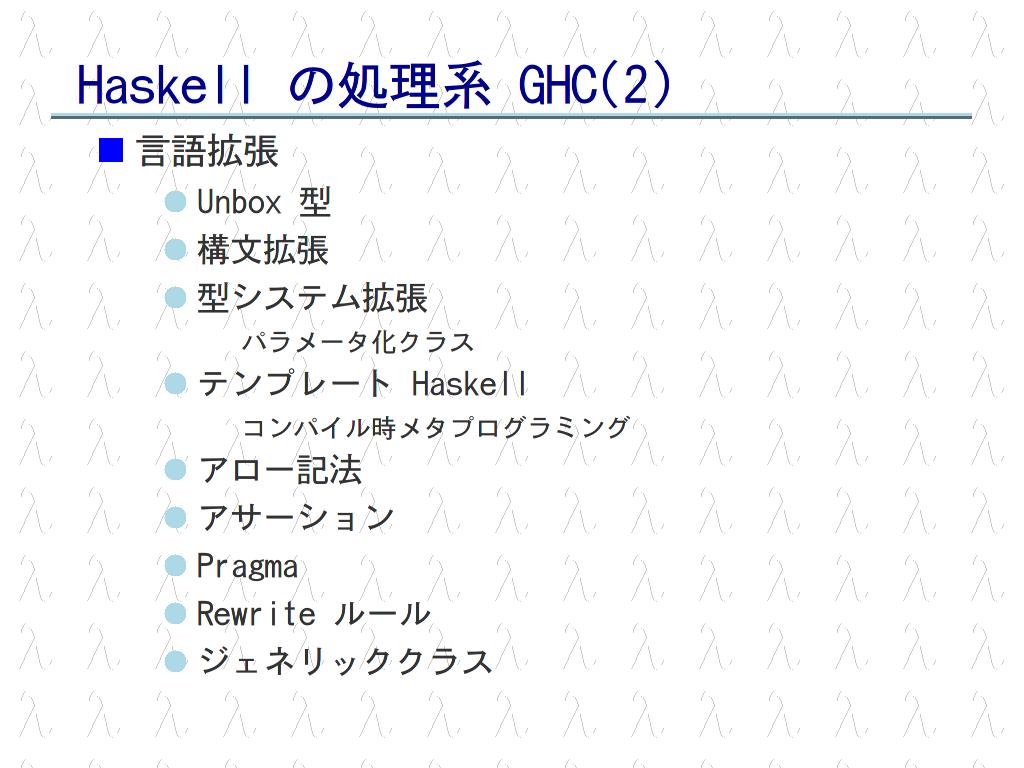 Haskell の処理系 GHC(2)
言語拡張
Unbox 型
構文拡張
型システム拡張
パラメータ化クラス
テンプレート Haskell
コンパイル時メタプログラミング
アロー記法
アサーション
Pragma
Rewrite ルール
ジェネリッククラス